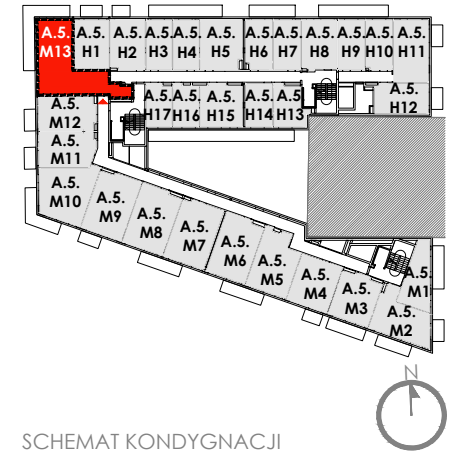 A.5. M13
A.5. H1
A.5. H2
A.5. H3
A.5. H4
A.5. H5
A.5. H6
A.5. H7
A.5. H8
A.5. H9
A.5. H10
A.5. H11
A.5. H12
A.5. H17
A.5. H16
A.5. H15
A.5. H14
A.5. H13
A.5. M12
A.5. M11
A.5. M10
A.5. M9
A.5. M8
A.5. M7
A.5. M6
A.5. M5
A.5. M4
A.5. M3
A.5. M2
A.5. M1
N
SCHEMAT KONDYGNACJI